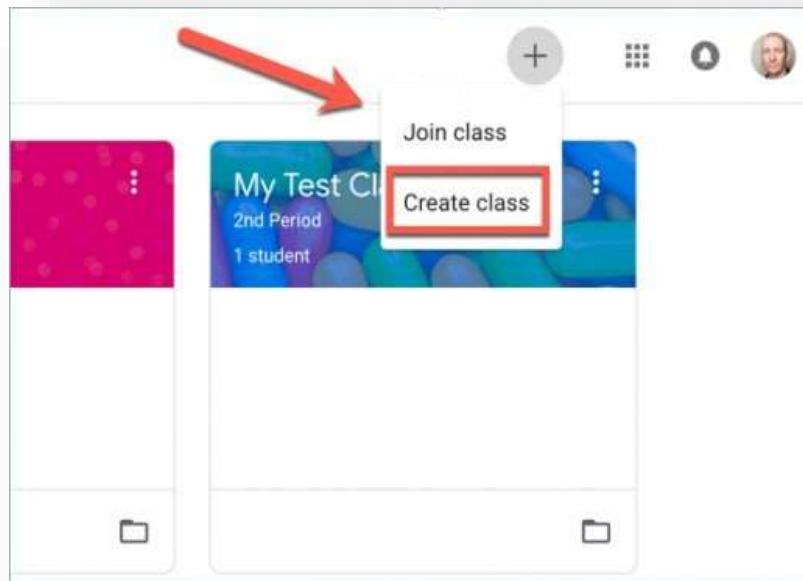 Join class
Create class
My Test Cl
2nd Period
1 student